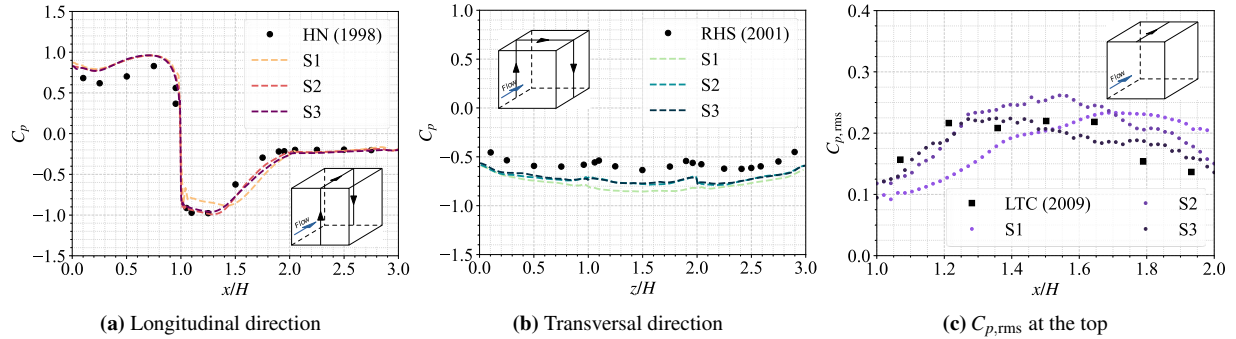 1.5
1.0
0.5
−0.0
−0.5
−1.0
−1.5
C_p
0.0 0.5 1.0 1.5 2.0 2.5 3.0
x/H
HN (1998)
S1
S2
S3
Flow
(a) Longitudinal direction
1.0
0.5
0.0
−0.5
−1.0
−1.5
C_p
0.0 0.5 1.0 1.5 2.0 2.5 3.0
z/H
RHS (2001)
S1
S2
S3
Flow
(b) Transversal direction
0.4
0.3
0.2
0.1
0.0
C_{p,rms}
1.0 1.2 1.4 1.6 1.8 2.0
x/H
LTC (2009)
S1
S2
S3
Flow
(c) C_{p,rms} at the top